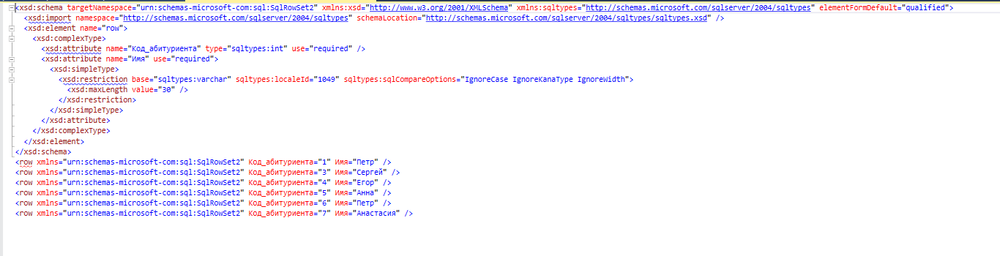 <xsd:schema targetNamespace="urn:schemas-microsoft-com:sql:SqlRowSet2" xmlns:xsd="http://www.w3.org/2001/XMLSchema" xmlns:sqltypes="http://schemas.microsoft.com/sqlserver/2004/sqltypes" elementFormDefault="qualified">
<xsd:import namespace="http://schemas.microsoft.com/sqlserver/2004/sqltypes" schemaLocation="http://schemas.microsoft.com/sqlserver/2004/sqltypes/sqltypes.xsd" />
<xsd:element name="row">
<xsd:complexType>
<xsd:attribute name="Код_абитуриента" type="sqltypes:int" use="required" />
<xsd:attribute name="Имя" use="required">
<xsd:simpleType>
<xsd:restriction base="sqltypes:varchar" sqltypes:localeId="1049" sqltypes:sqlCompareOptions="IgnoreCase IgnoreKanaType IgnoreWidth">
<xsd:maxLength value="30" />
</xsd:restriction>
</xsd:simpleType>
</xsd:attribute>
</xsd:complexType>
</xsd:element>
</xsd:schema>
<row xmlns="urn:schemas-microsoft-com:sql:SqlRowSet2" Код_абитуриента="1" Имя="Петр" />
<row xmlns="urn:schemas-microsoft-com:sql:SqlRowSet2" Код_абитуриента="3" Имя="Сергей" />
<row xmlns="urn:schemas-microsoft-com:sql:SqlRowSet2" Код_абитуриента="4" Имя="Егор" />
<row xmlns="urn:schemas-microsoft-com:sql:SqlRowSet2" Код_абитуриента="5" Имя="Анна" />
<row xmlns="urn:schemas-microsoft-com:sql:SqlRowSet2" Код_абитуриента="6" Имя="Петр" />
<row xmlns="urn:schemas-microsoft-com:sql:SqlRowSet2" Код_абитуриента="7" Имя="Анастасия" />